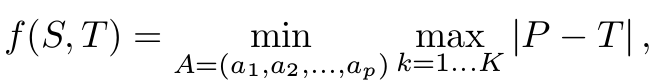 f(S, T) = min_{A=(a_1,a_2,...,a_p)} max_{k=1...K} |P − T| ,